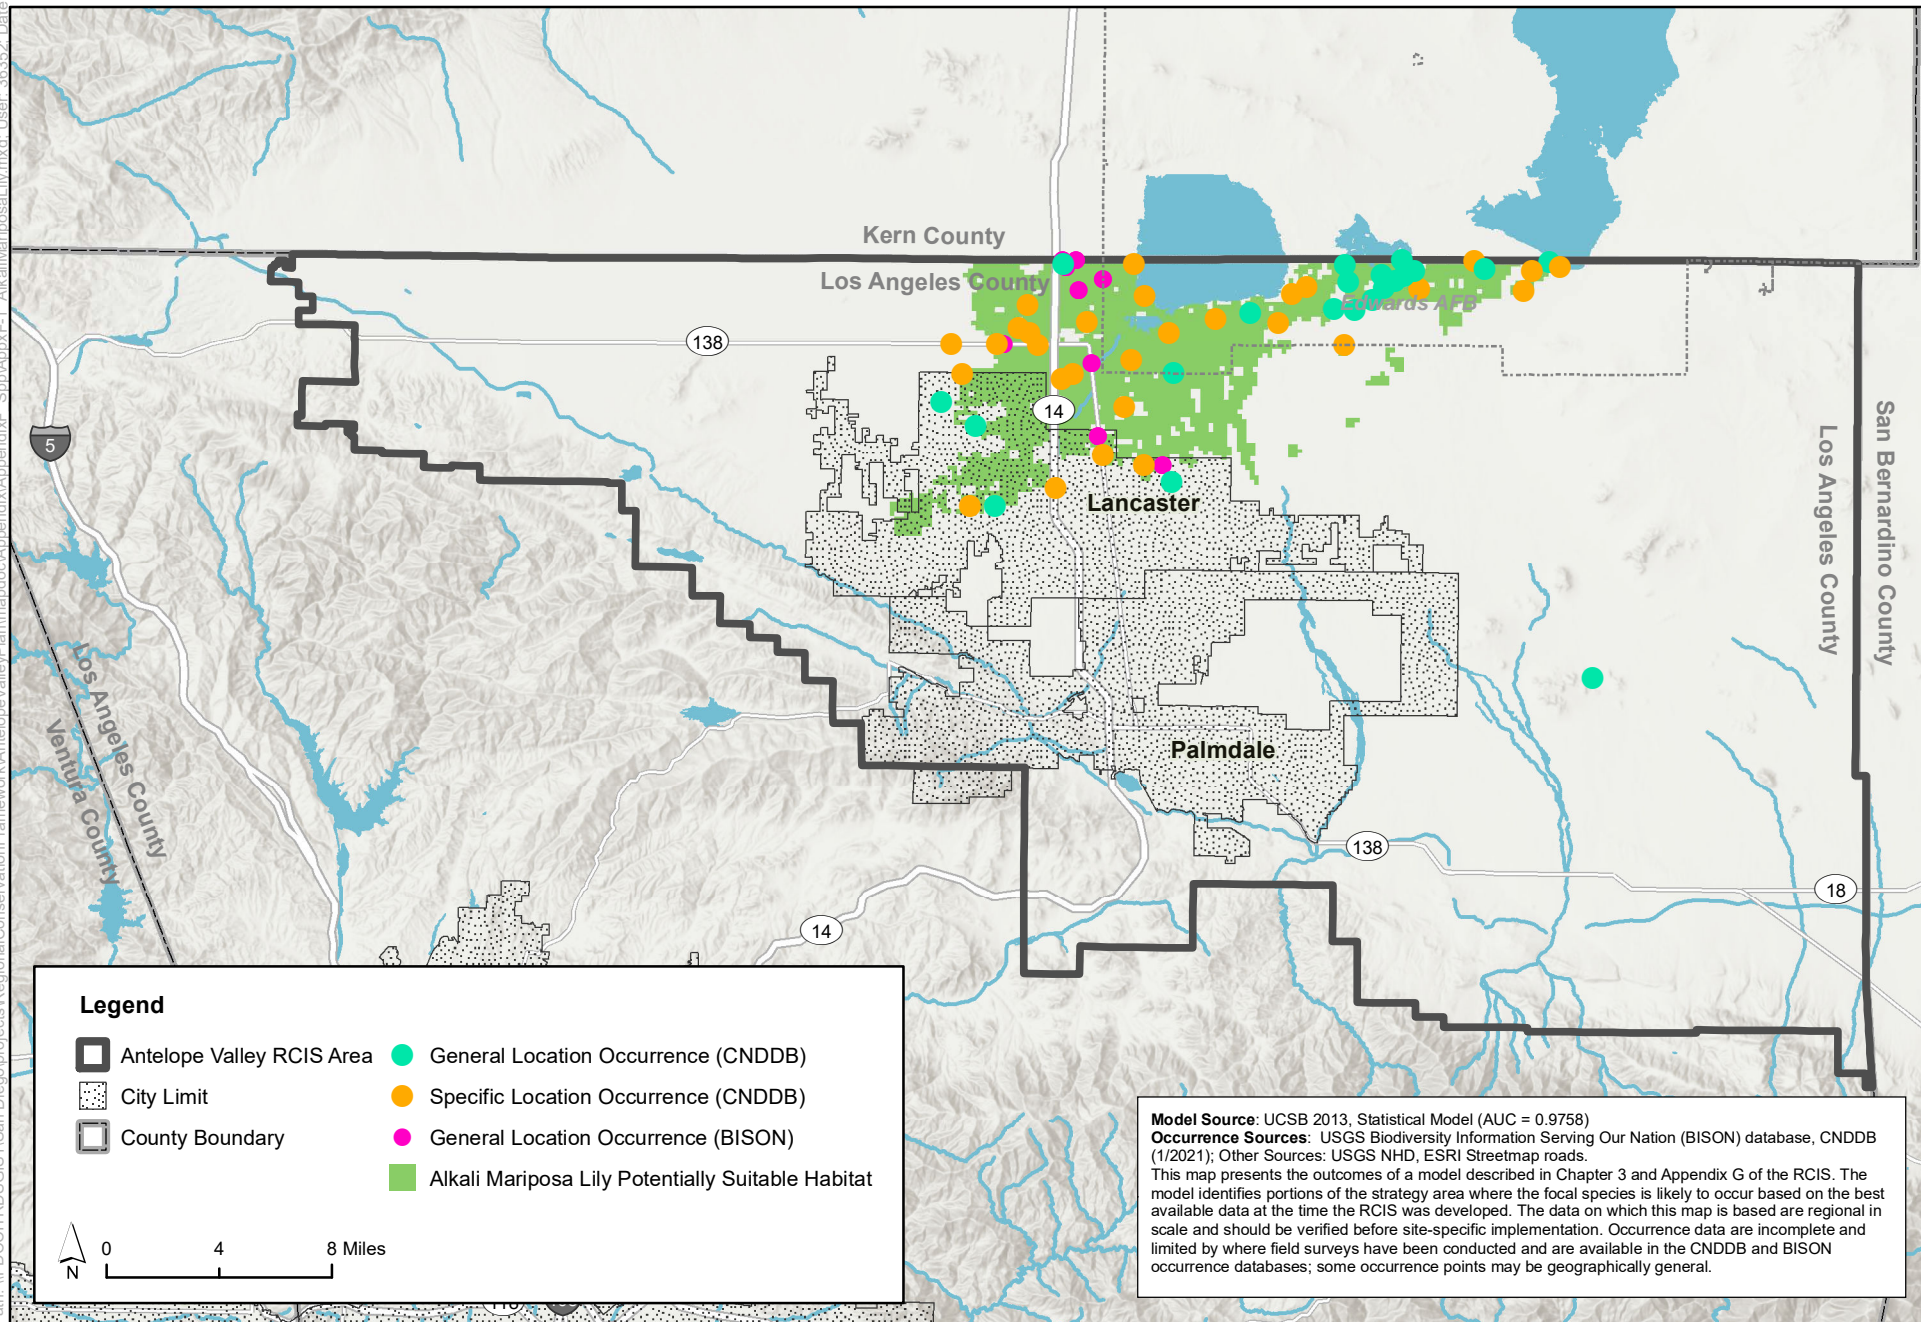 Kern County
Los Angeles County
Edwards AFB
138
14
5
Lancaster
Los Angeles County
San Bernardino County
Los Angeles County
Ventura County
Palmdale
138
18
14
Legend
Antelope Valley RCIS Area
City Limit
County Boundary
General Location Occurrence (CNDDB)
Specific Location Occurrence (CNDDB)
General Location Occurrence (BISON)
Alkali Mariposa Lily Potentially Suitable Habitat
N
0 4 8 Miles
Model Source: UCSB 2013, Statistical Model (AUC = 0.9758)
Occurrence Sources: USGS Biodiversity Information Serving Our Nation (BISON) database, CNDDB
(1/2021); Other Sources: USGS NHD, ESRI Streetmap roads.
This map presents the outcomes of a model described in Chapter 3 and Appendix G of the RCIS. The
model identifies portions of the strategy area where the focal species is likely to occur based on the best
available data at the time the RCIS was developed. The data on which this map is based are regional in
scale and should be verified before site-specific implementation. Occurrence data are incomplete and
limited by where field surveys have been conducted and are available in the CNDDB and BISON
occurrence databases; some occurrence points may be geographically general.